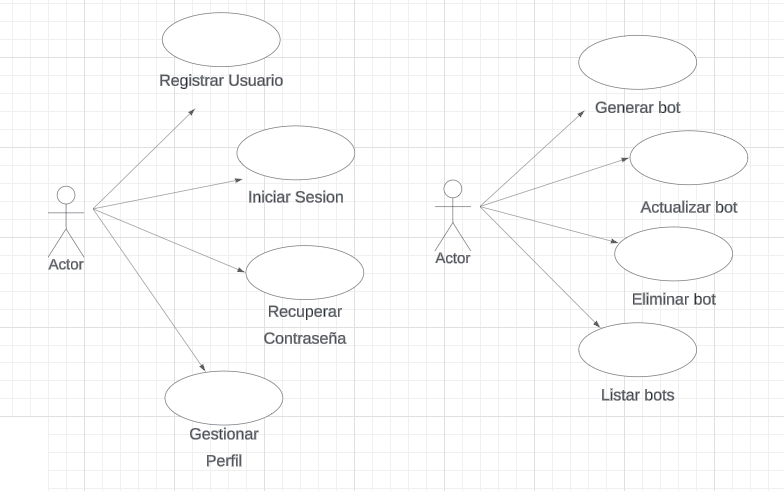 Registrar Usuario
Iniciar Sesion
Actor
Recuperar
Contraseña
Gestionar
Perfil
Generar bot
Actualizar bot
Actor
Eliminar bot
Listar bots